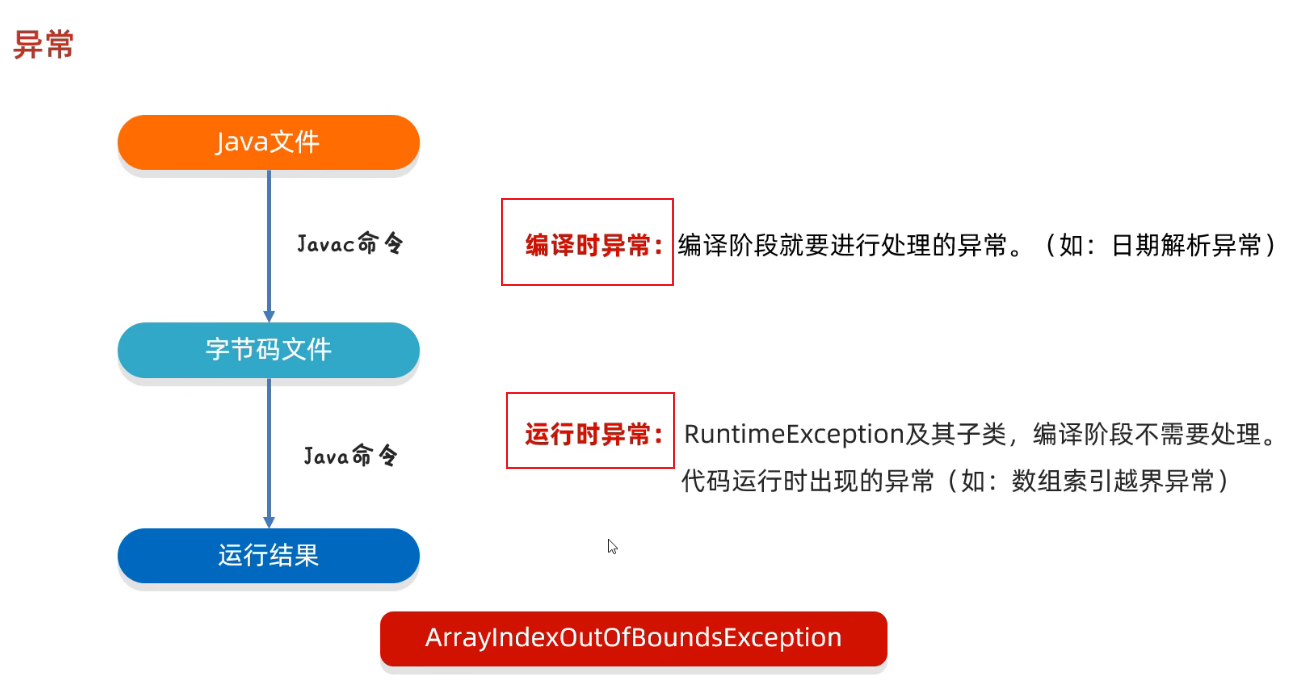 异常
Java文件
Javac命令
编译时异常：编译阶段就要进行处理的异常。（如：日期解析异常）
字节码文件
Java命令
运行时异常：RuntimeException及其子类，编译阶段不需要处理。
代码运行时出现的异常（如：数组索引越界异常）
运行结果
ArrayIndexOutOfBoundsException